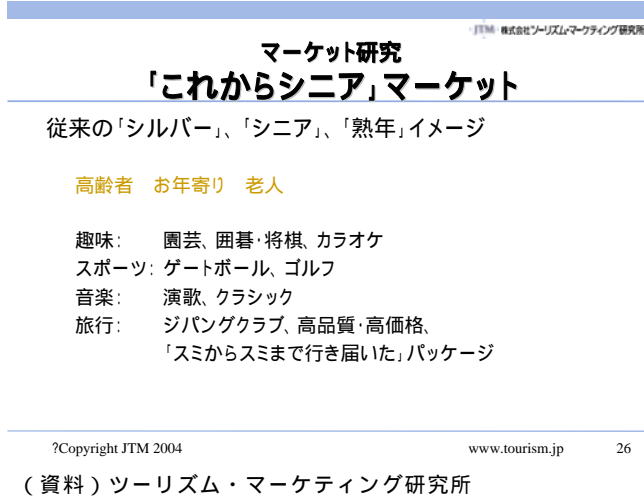 JTM 株式会社ツーリズム・マーケティング研究所
マーケット研究
「これからシニア」マーケット
従来の「シルバー」、「シニア」、「熟年」イメージ
高齢者　お年寄り　老人
趣味：　園芸、囲碁・将棋、カラオケ
スポーツ：ゲートボール、ゴルフ
音楽：　演歌、クラシック
旅行：　ジパングクラブ、高品質・高価格、
「スミからスミまで行き届いた」パッケージ
?Copyright JTM 2004　www.tourism.jp　26
（資料）ツーリズム・マーケティング研究所